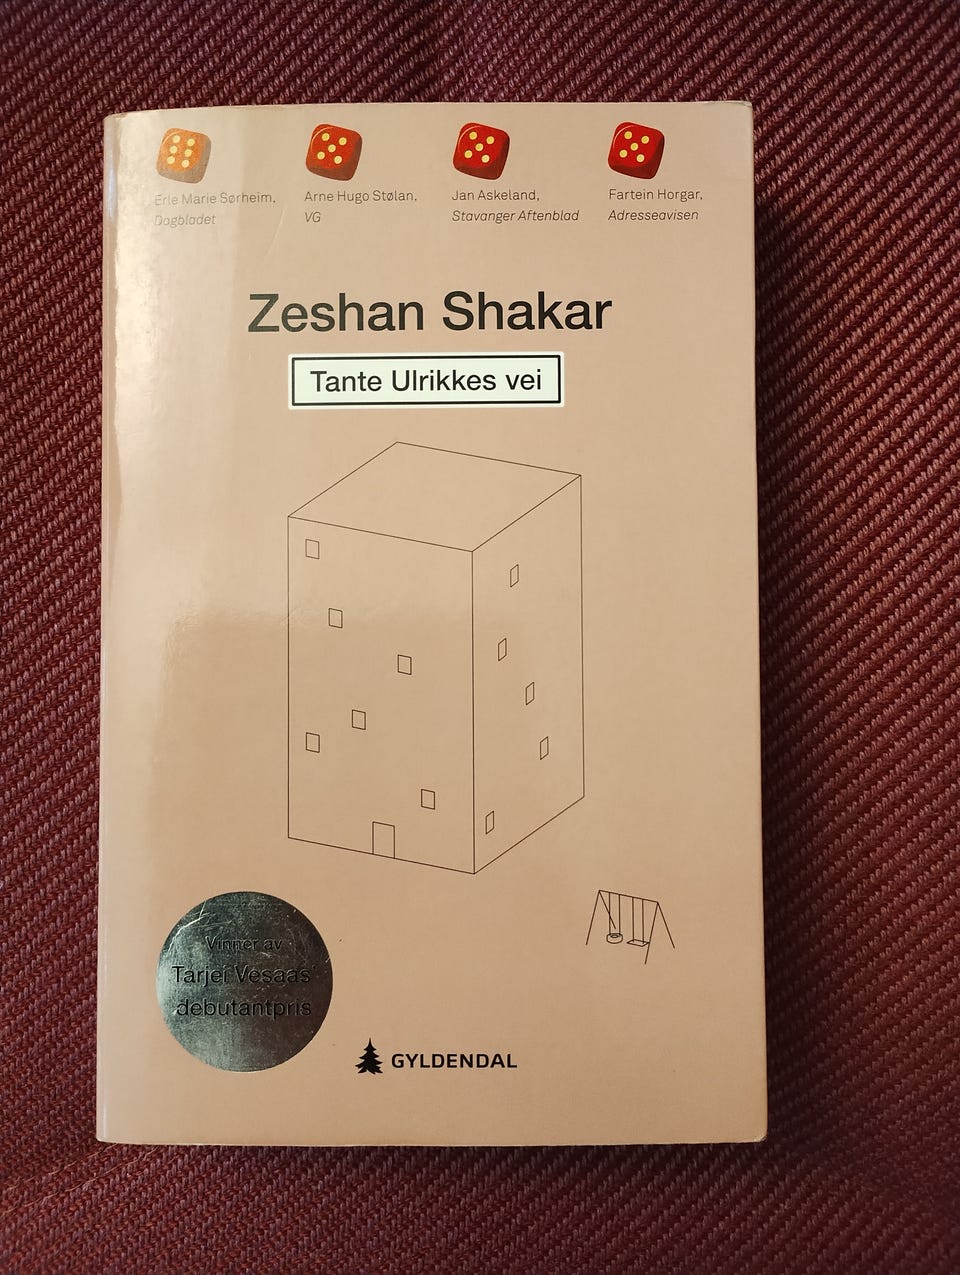 Erle Marie Sørheim,
Dagbladet
Arne Hugo Stølan,
VG
Jan Askeland,
Stavanger Aftenblad
Fartein Horgar,
Adresseavisen
Zeshan Shakar
Tante Ulrikkes vei
Vinner av
Tarjei Vesaas'
debutantpris
GYLDENDAL